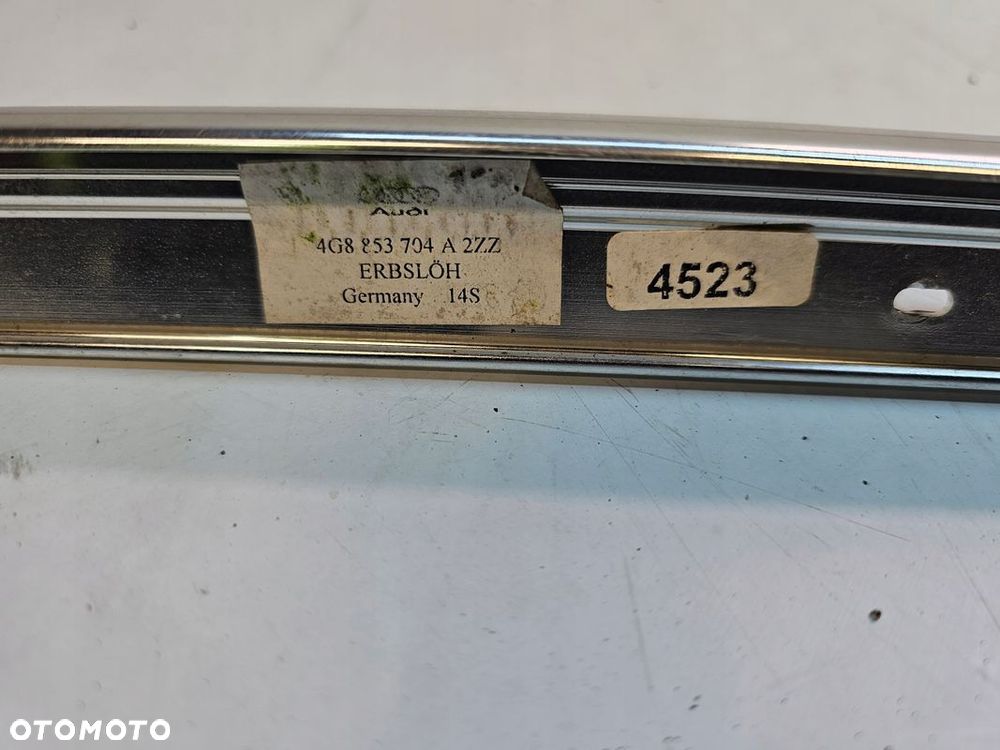 Audi
4G8 853 704 A 2ZZ
ERBSLÖH
Germany 14S
4523
OTOMOTO